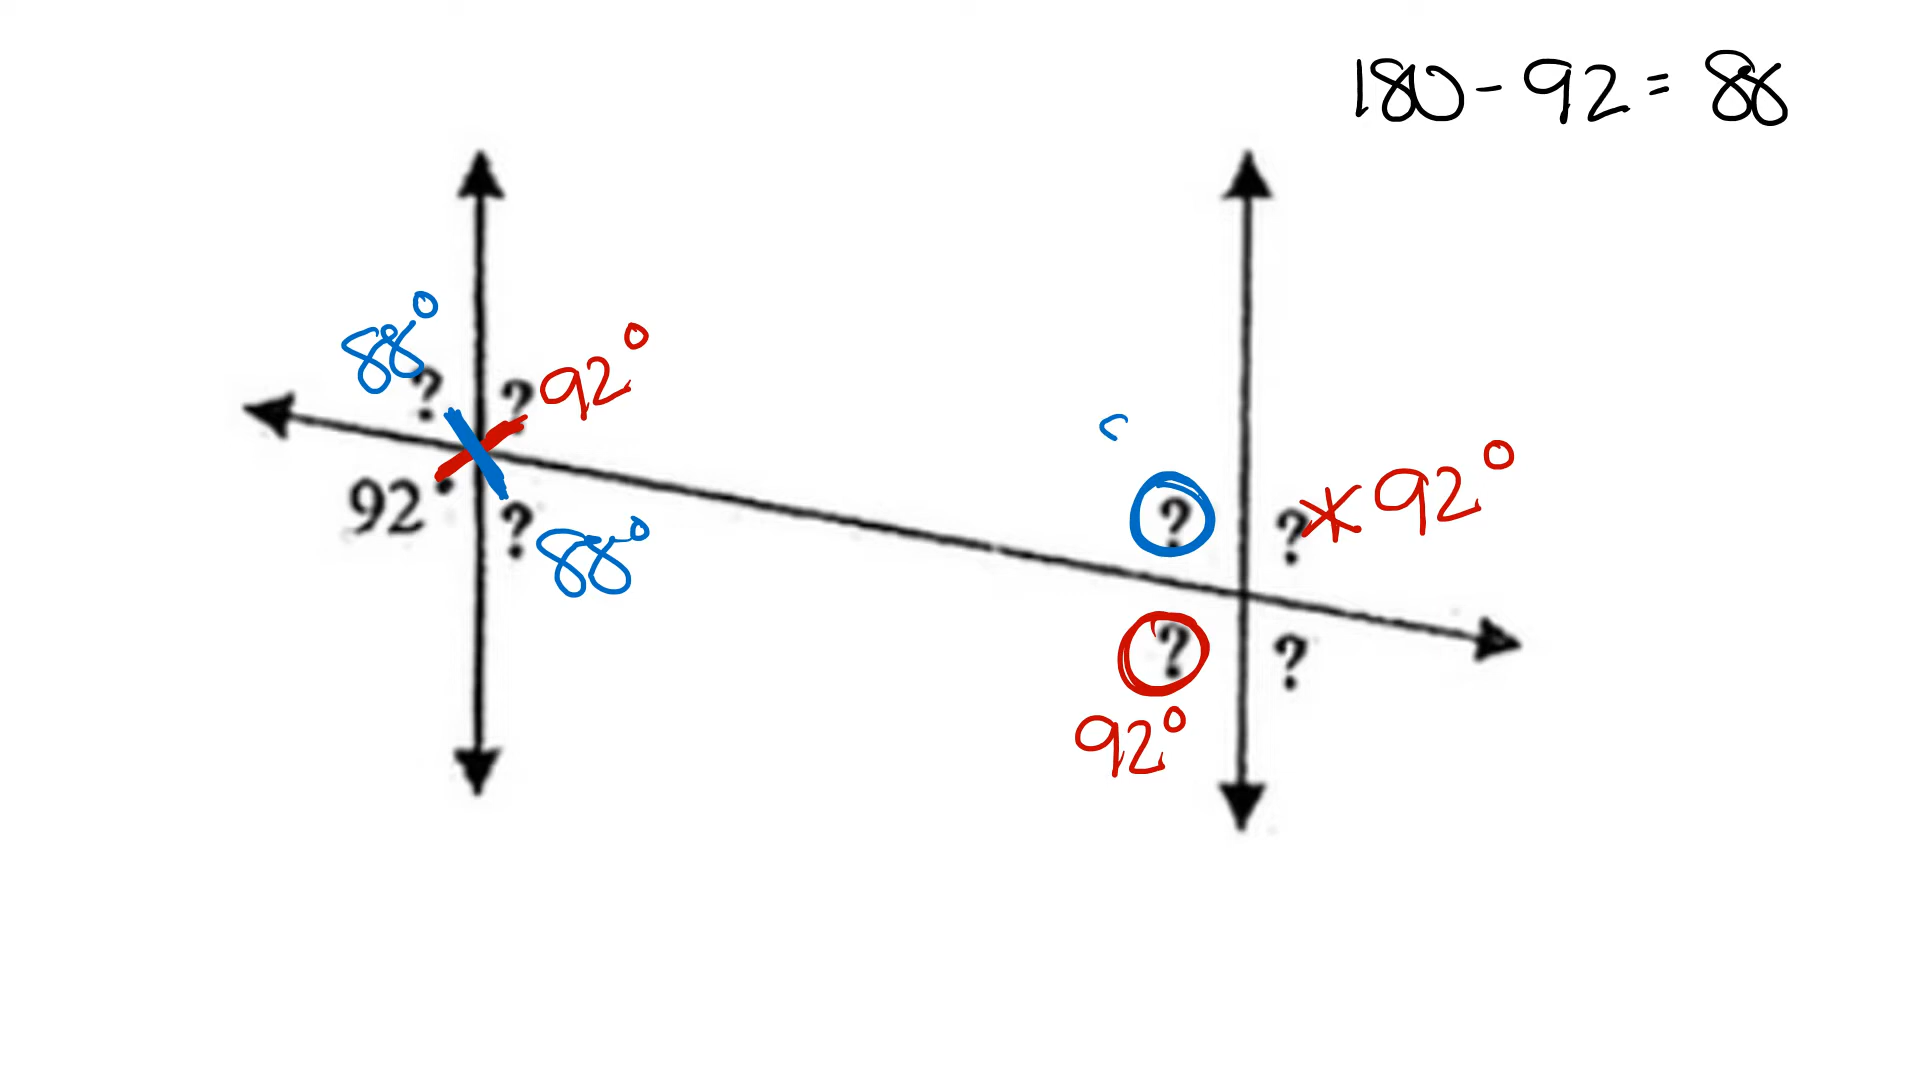 180 - 92 = 88
88°
? ? 92°
92°
? 88°
? ? 92°
? ?
92°